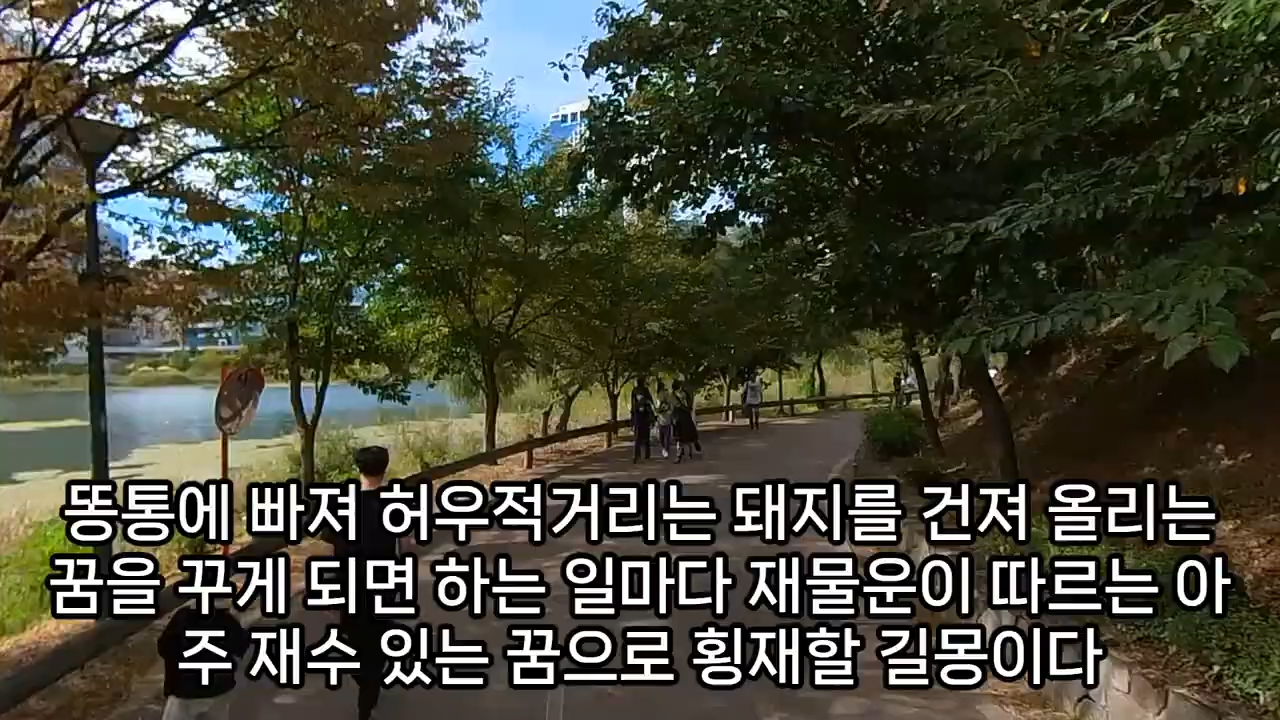 똥통에 빠져 허우적거리는 돼지를 건져 올리는
꿈을 꾸게 되면 하는 일마다 재물운이 따르는 아
주 재수 있는 꿈으로 횡재할 길몽이다